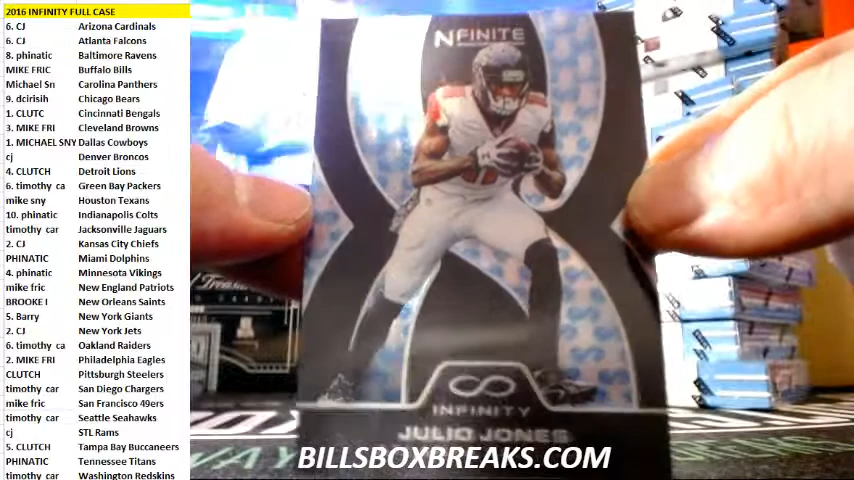 2016 INFINITY FULL CASE
6. CJ Arizona Cardinals
6. CJ Atlanta Falcons
8. phinatic Baltimore Ravens
MIKE FRIC Buffalo Bills
Michael Sn Carolina Panthers
9. dcirisih Chicago Bears
1. CLUTC Cincinnati Bengals
3. MIKE FRI Cleveland Browns
1. MICHAEL SNY Dallas Cowboys
cj Denver Broncos
4. CLUTCH Detroit Lions
6. timothy ca Green Bay Packers
mike sny Houston Texans
10. phinatic Indianapolis Colts
timothy car Jacksonville Jaguars
2. CJ Kansas City Chiefs
PHINATIC Miami Dolphins
4. phinatic Minnesota Vikings
mike fric New England Patriots
BROOKE I New Orleans Saints
5. Barry New York Giants
2. CJ New York Jets
6. timothy ca Oakland Raiders
2. MIKE FRI Philadelphia Eagles
CLUTCH Pittsburgh Steelers
timothy car San Diego Chargers
mike fric San Francisco 49ers
timothy car Seattle Seahawks
cj STL Rams
5. CLUTCH Tampa Bay Buccaneers
PHINATIC Tennessee Titans
timothy car Washington Redskins
NFINITE
INFINITY
JULIO JONES
BILLSBOXBREAKS.COM